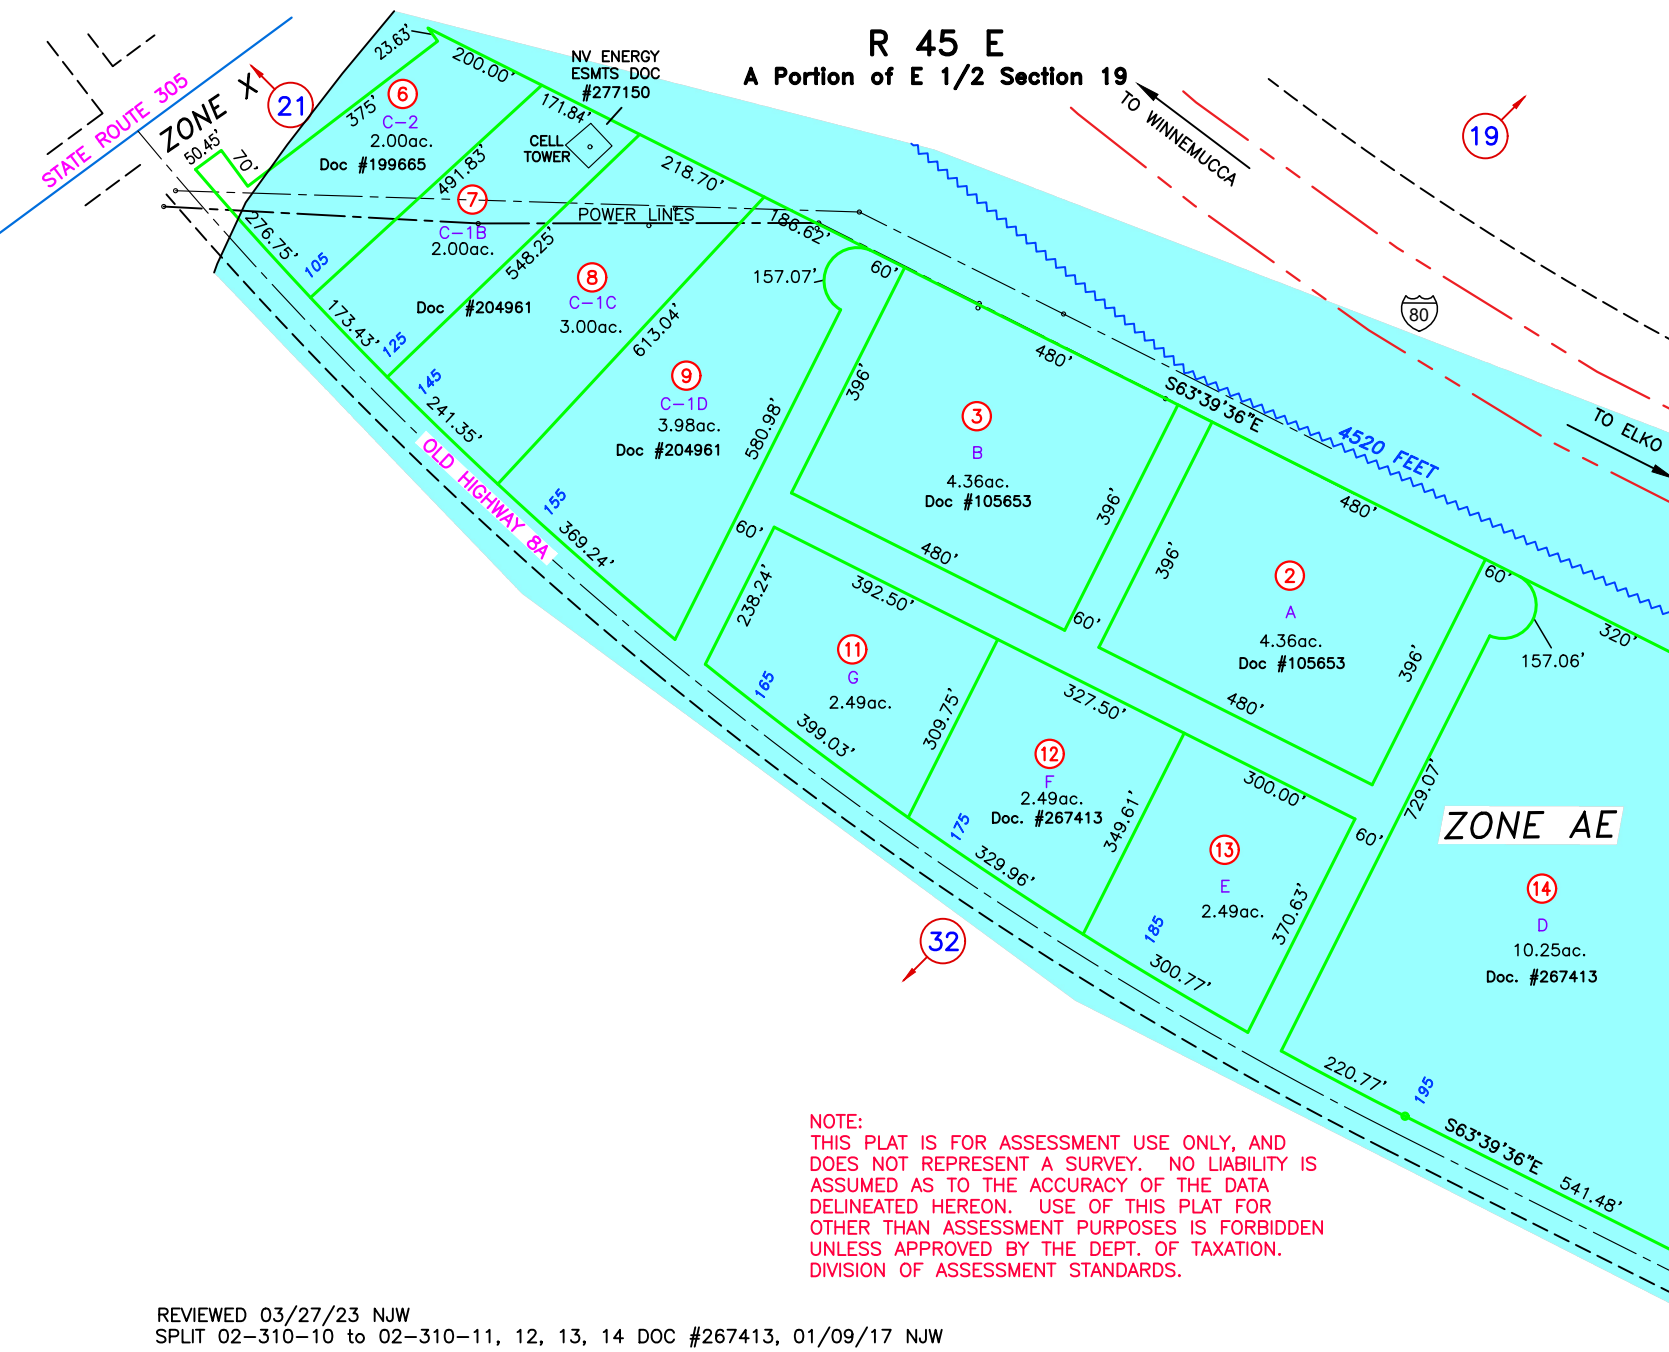 R 45 E
A Portion of E 1/2 Section 19
STATE ROUTE 305
ZONE X
21
23.63'
200.00'
NV ENERGY
ESMTS DOC
#277150
171.84'
CELL
TOWER
TO WINNEMUCCA
19
80
TO ELKO
50.45'
70'
375'
6
C-2
2.00ac.
Doc #199665
491.83'
276.75'
105
7
C-1B
2.00ac.
Doc #204961
POWER LINES
548.25'
173.43'
125
218.70'
186.62'
8
C-1C
3.00ac.
613.04'
145
241.35'
OLD HIGHWAY 8A
9
C-1D
3.98ac.
Doc #204961
157.07'
60'
580.98'
155
369.24'
480'
396'
3
B
4.36ac.
Doc #105653
396'
480'
60'
S63°39'36"E
4520 FEET
480'
396'
2
A
4.36ac.
Doc #105653
396'
480'
60'
60'
157.06'
320'
238.24'
392.50'
11
G
2.49ac.
165
399.03'
309.75'
327.50'
12
F
2.49ac.
Doc. #267413
175
329.96'
349.61'
300.00'
13
E
2.49ac.
185
300.77'
370.63'
60'
729.07'
ZONE AE
14
D
10.25ac.
Doc. #267413
220.77'
195
S63°39'36"E
541.48'
32
NOTE:
THIS PLAT IS FOR ASSESSMENT USE ONLY, AND
DOES NOT REPRESENT A SURVEY. NO LIABILITY IS
ASSUMED AS TO THE ACCURACY OF THE DATA
DELINEATED HEREON. USE OF THIS PLAT FOR
OTHER THAN ASSESSMENT PURPOSES IS FORBIDDEN
UNLESS APPROVED BY THE DEPT. OF TAXATION.
DIVISION OF ASSESSMENT STANDARDS.
REVIEWED 03/27/23 NJW
SPLIT 02-310-10 to 02-310-11, 12, 13, 14 DOC #267413, 01/09/17 NJW